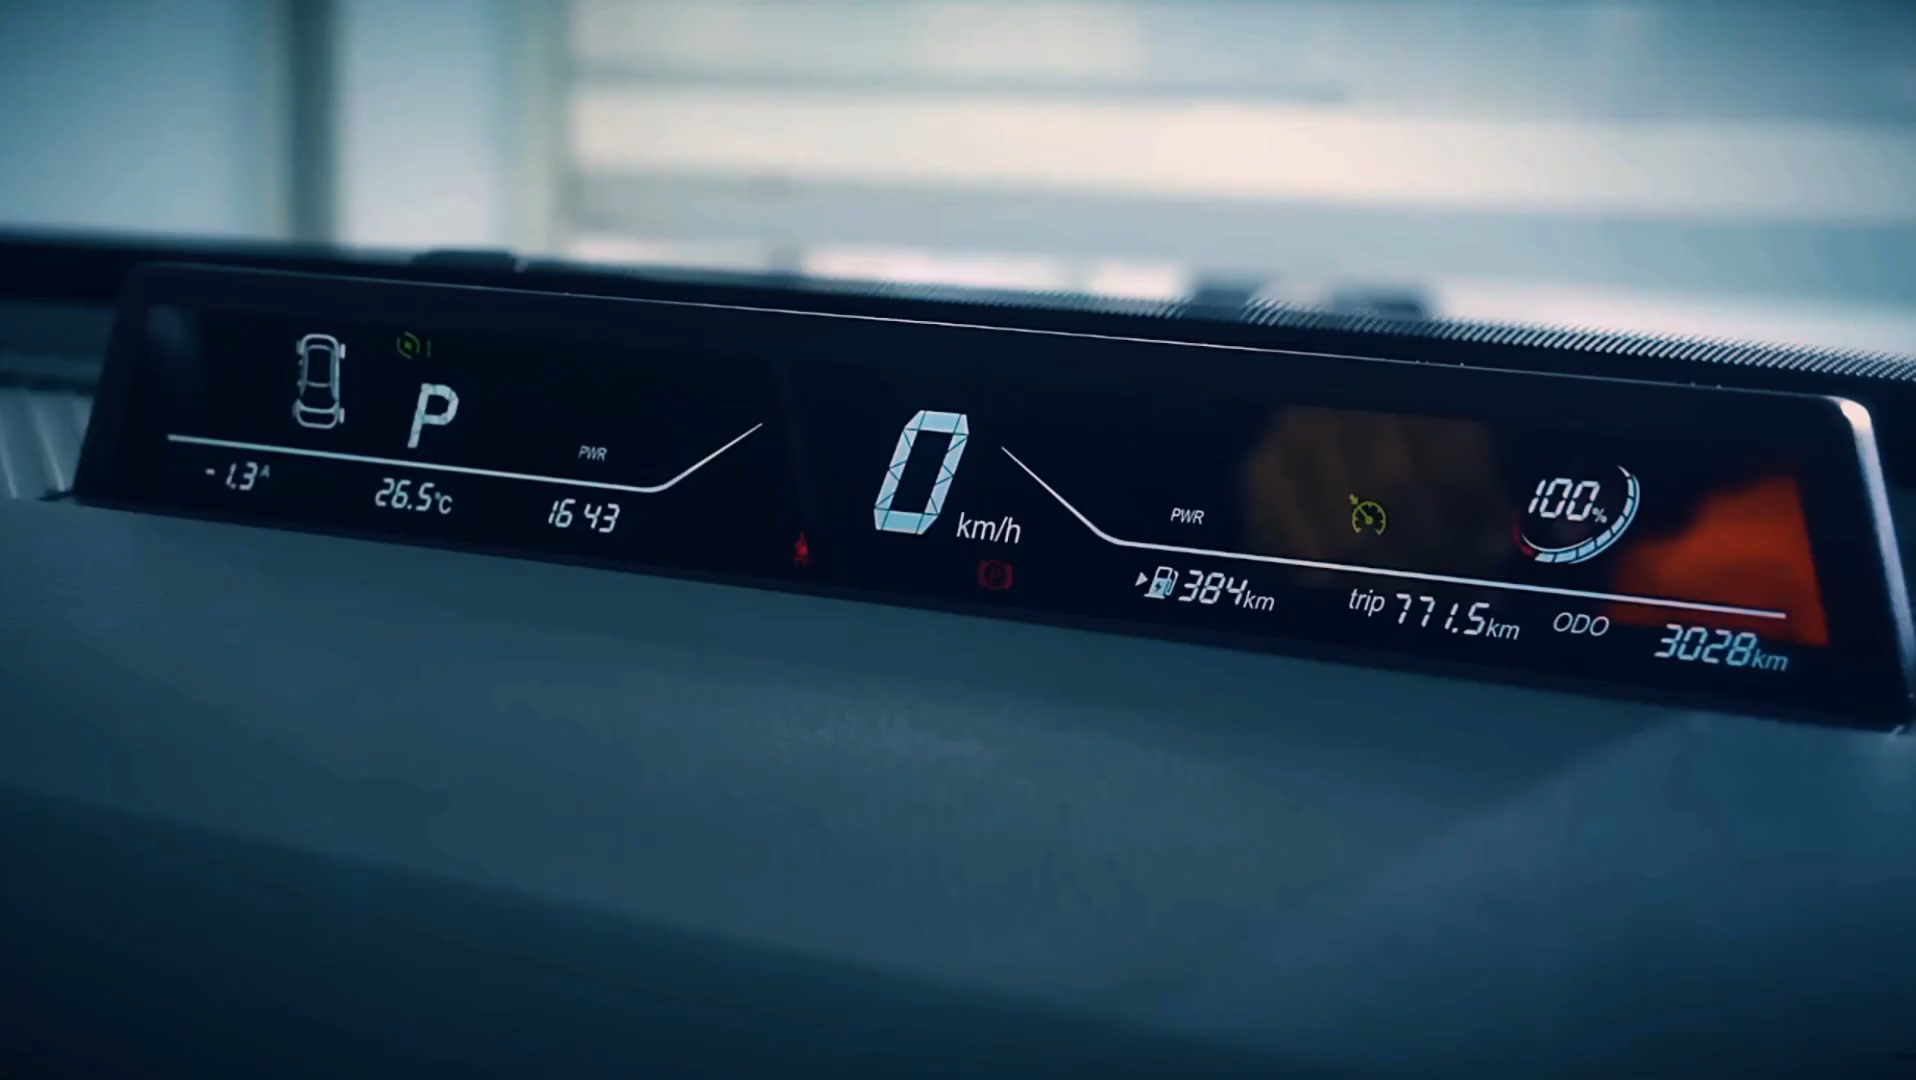 P
PWR
-1.3A
26.5°C
16 43
0 km/h
P
PWR
100%
384km
trip 771.5km
ODO 3028km